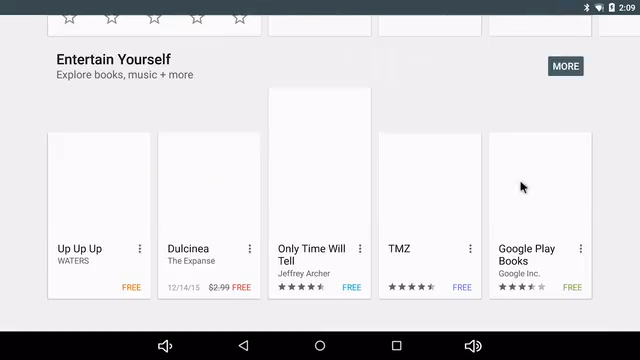 2:09
Entertain Yourself
Explore books, music + more
MORE
Up Up Up
WATERS
FREE
Dulcinea
The Expanse
12/14/15 $2.99 FREE
Only Time Will
Tell
Jeffrey Archer
FREE
TMZ
FREE
Google Play
Books
Google Inc.
FREE